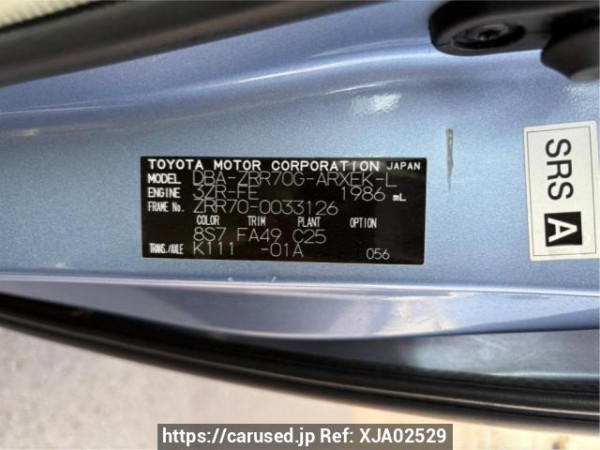 TOYOTA MOTOR CORPORATION JAPAN
MODEL DBA-ZRR70G-ARXEK-L
ENGINE 3ZR-FE 1986 mL
FRAME No. ZRR70-0033126
COLOR TRIM PLANT OPTION
8S7 FA49 C25
TRANS./AXLE K111 -01A 056
SRS A
https://carused.jp Ref: XJA02529